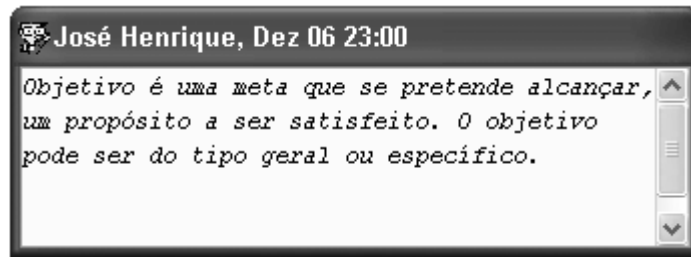 José Henrique, Dez 06 23:00
Objetivo é uma meta que se pretende alcançar,
um propósito a ser satisfeito. O objetivo
pode ser do tipo geral ou específico.